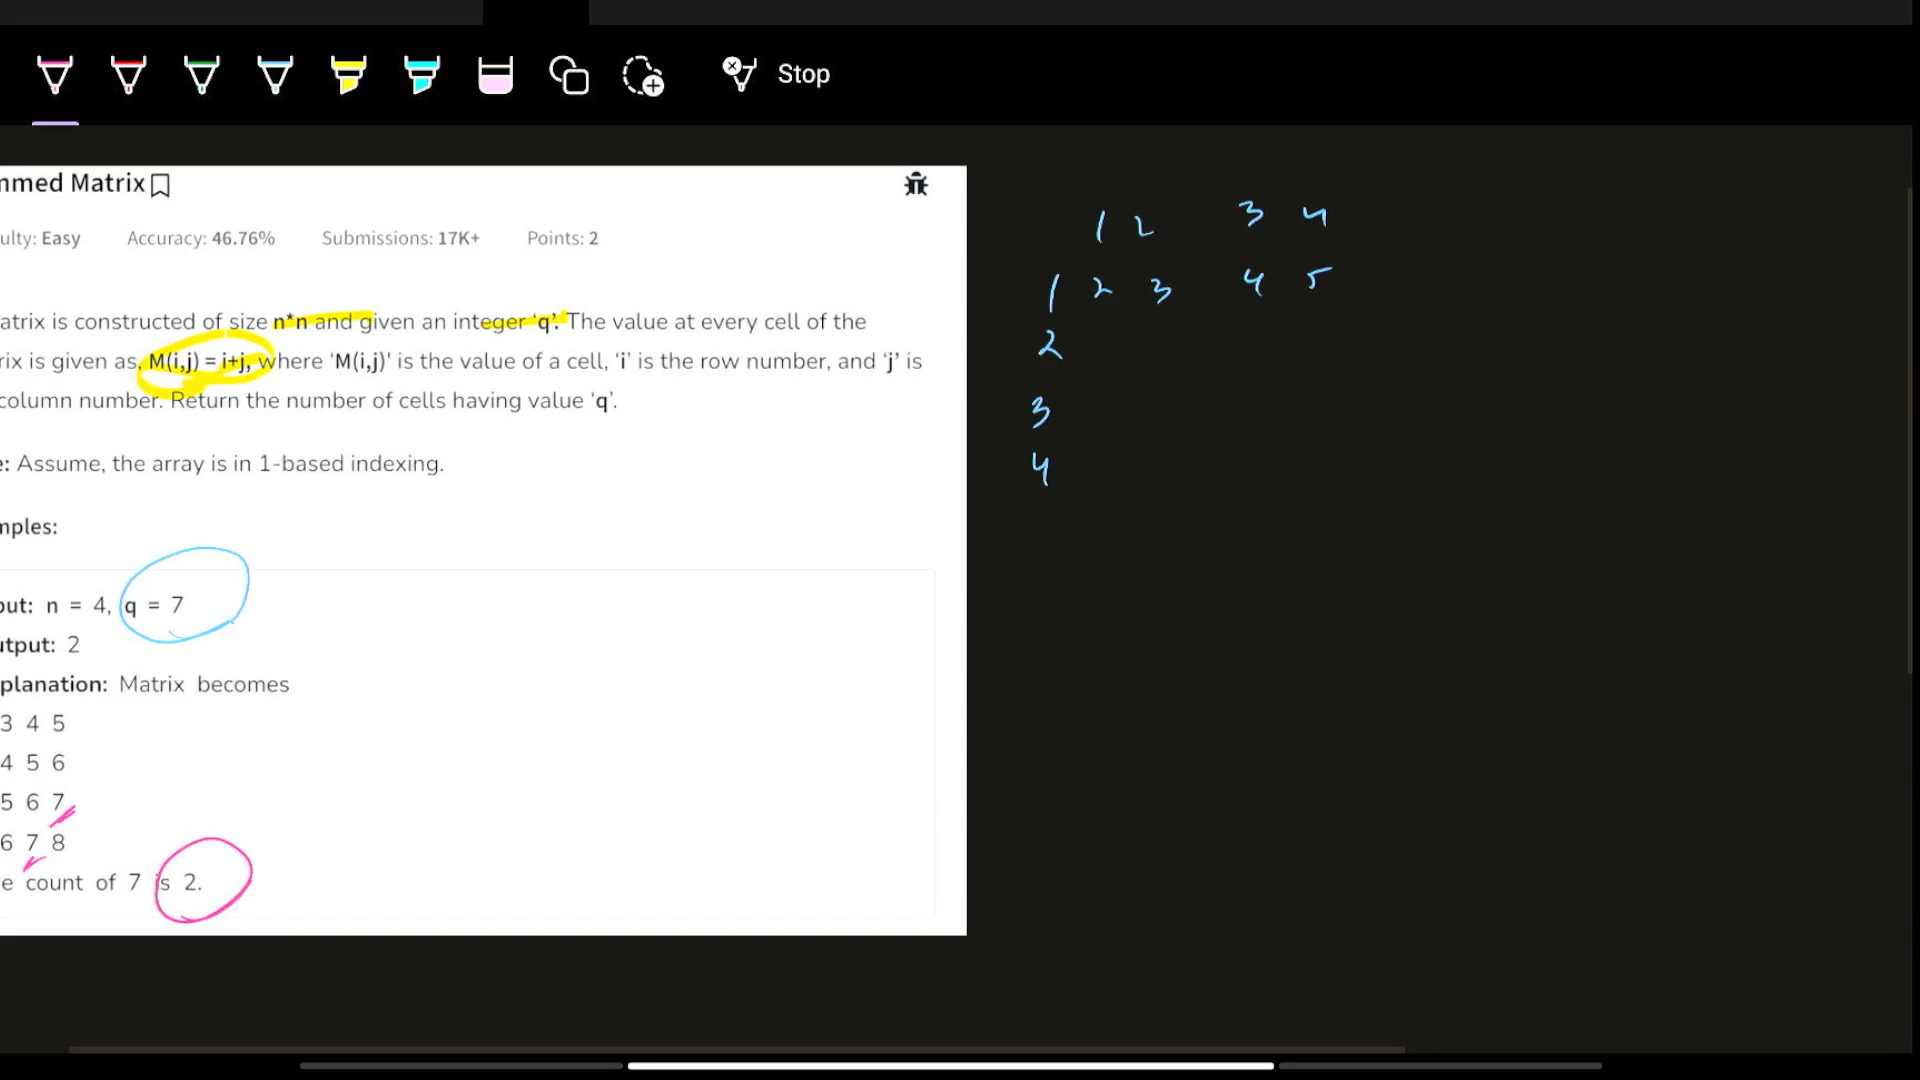 Stop
mmed Matrix
ulty: Easy Accuracy: 46.76% Submissions: 17K+ Points: 2
atrix is constructed of size n*n and given an integer 'q'. The value at every cell of the
rix is given as, M(i,j) = i+j, where 'M(i,j)' is the value of a cell, 'i' is the row number, and 'j' is
column number. Return the number of cells having value 'q'.
e: Assume, the array is in 1-based indexing.
mples:
put: n = 4, q = 7
utput: 2
planation: Matrix becomes
3 4 5
4 5 6
5 6 7
6 7 8
e count of 7 is 2.
1 2 3 4
1 2 3 4 5
2
3
4